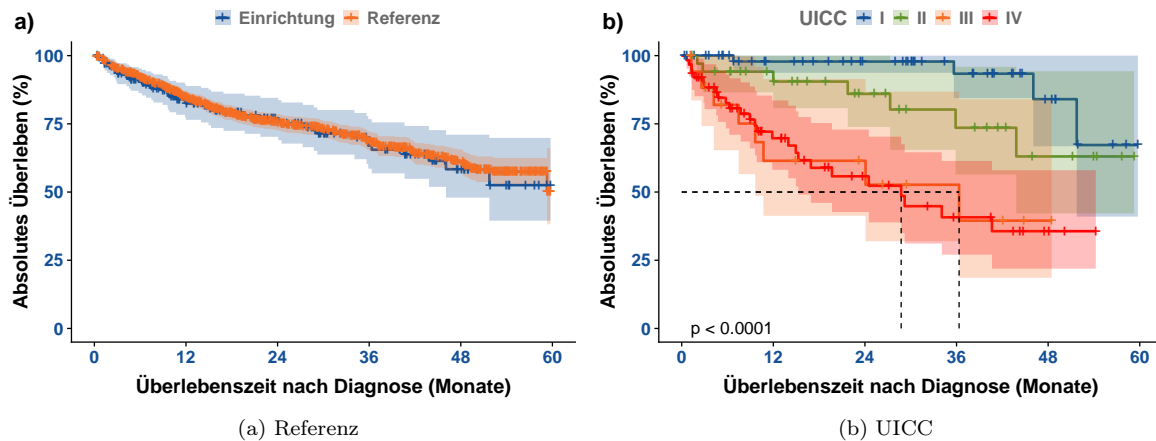 a)
Einrichtung Referenz
Absolutes Überleben (%)
100
75
50
25
0
0 12 24 36 48 60
Überlebenszeit nach Diagnose (Monate)
(a) Referenz
b)
UICC I II III IV
Absolutes Überleben (%)
100
75
50
25
0
p < 0.0001
0 12 24 36 48 60
Überlebenszeit nach Diagnose (Monate)
(b) UICC